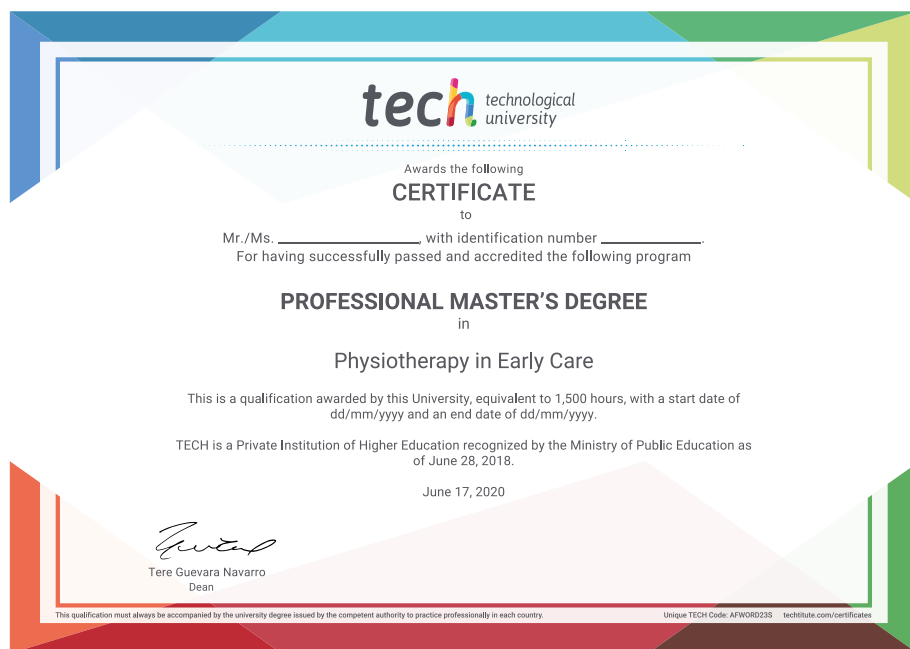 tech technological
university
Awards the following
CERTIFICATE
to
Mr./Ms. ________________, with identification number ____________.
For having successfully passed and accredited the following program
PROFESSIONAL MASTER'S DEGREE
in
Physiotherapy in Early Care
This is a qualification awarded by this University, equivalent to 1,500 hours, with a start date of
dd/mm/yyyy and an end date of dd/mm/yyyy.
TECH is a Private Institution of Higher Education recognized by the Ministry of Public Education as
of June 28, 2018.
June 17, 2020
Tere Guevara Navarro
Dean
This qualification must always be accompanied by the university degree issued by the competent authority to practice professionally in each country. Unique TECH Code: AFWORD23S techtitute.com/certificates